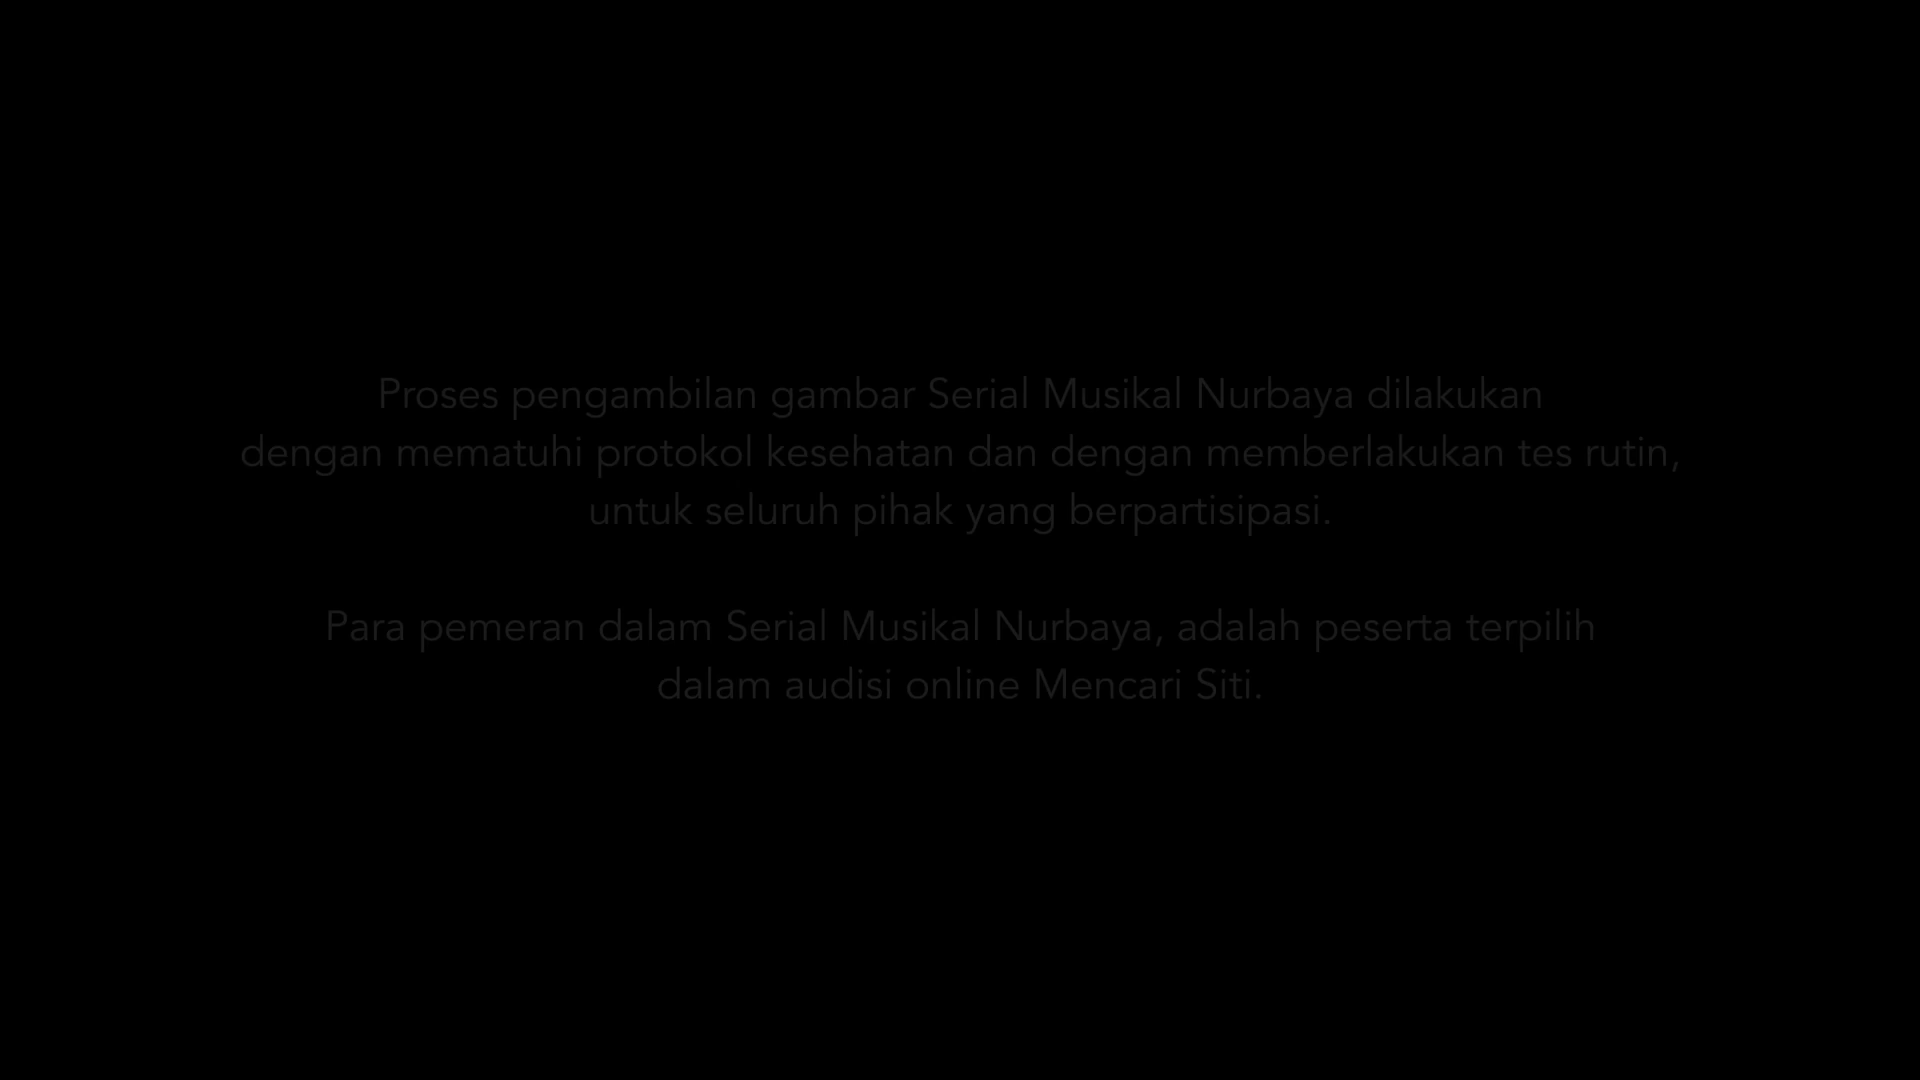 Proses pengambilan gambar Serial Musikal Nurbaya dilakukan
dengan mematuhi protokol kesehatan dan dengan memberlakukan tes rutin,
untuk seluruh pihak yang berpartisipasi.
Para pemeran dalam Serial Musikal Nurbaya, adalah peserta terpilih
dalam audisi online Mencari Siti.